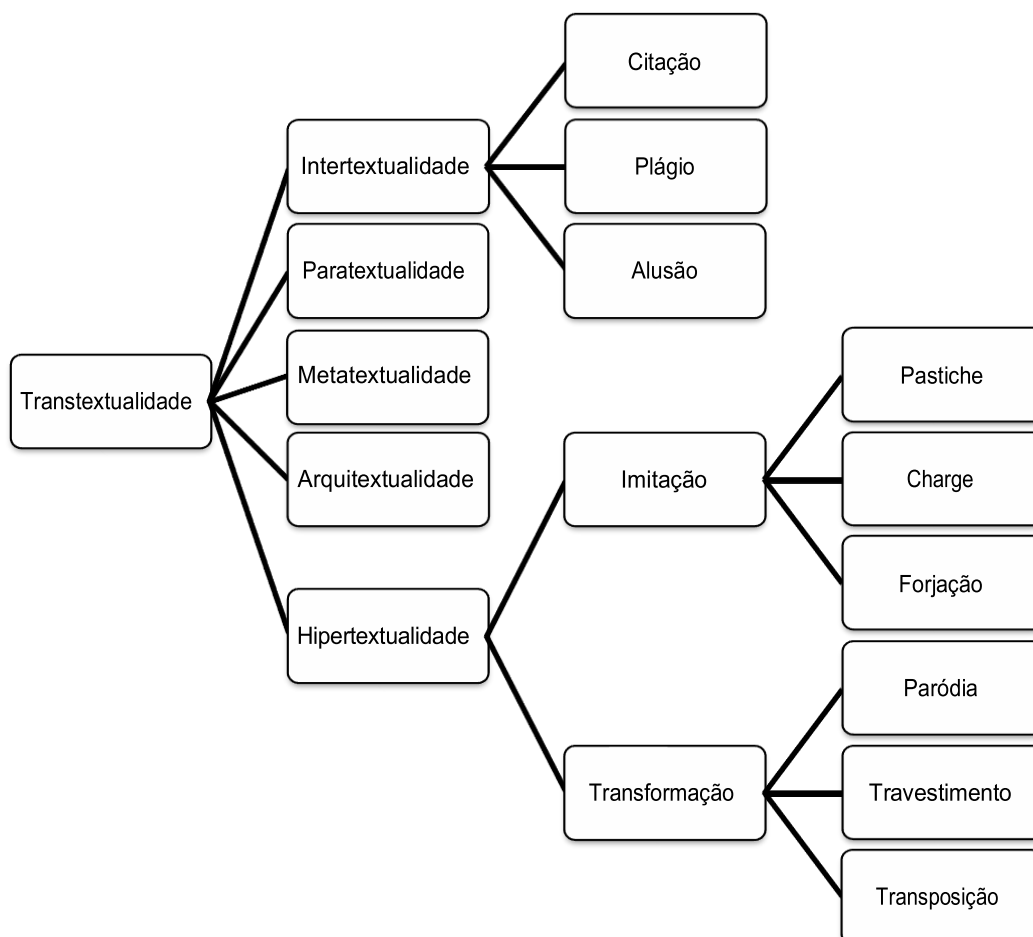 Citação
Intertextualidade
Plágio
Paratextualidade
Alusão
Transtextualidade
Metatextualidade
Pastiche
Arquitextualidade
Imitação
Charge
Forjação
Hipertextualidade
Paródia
Transformação
Travestimento
Transposição